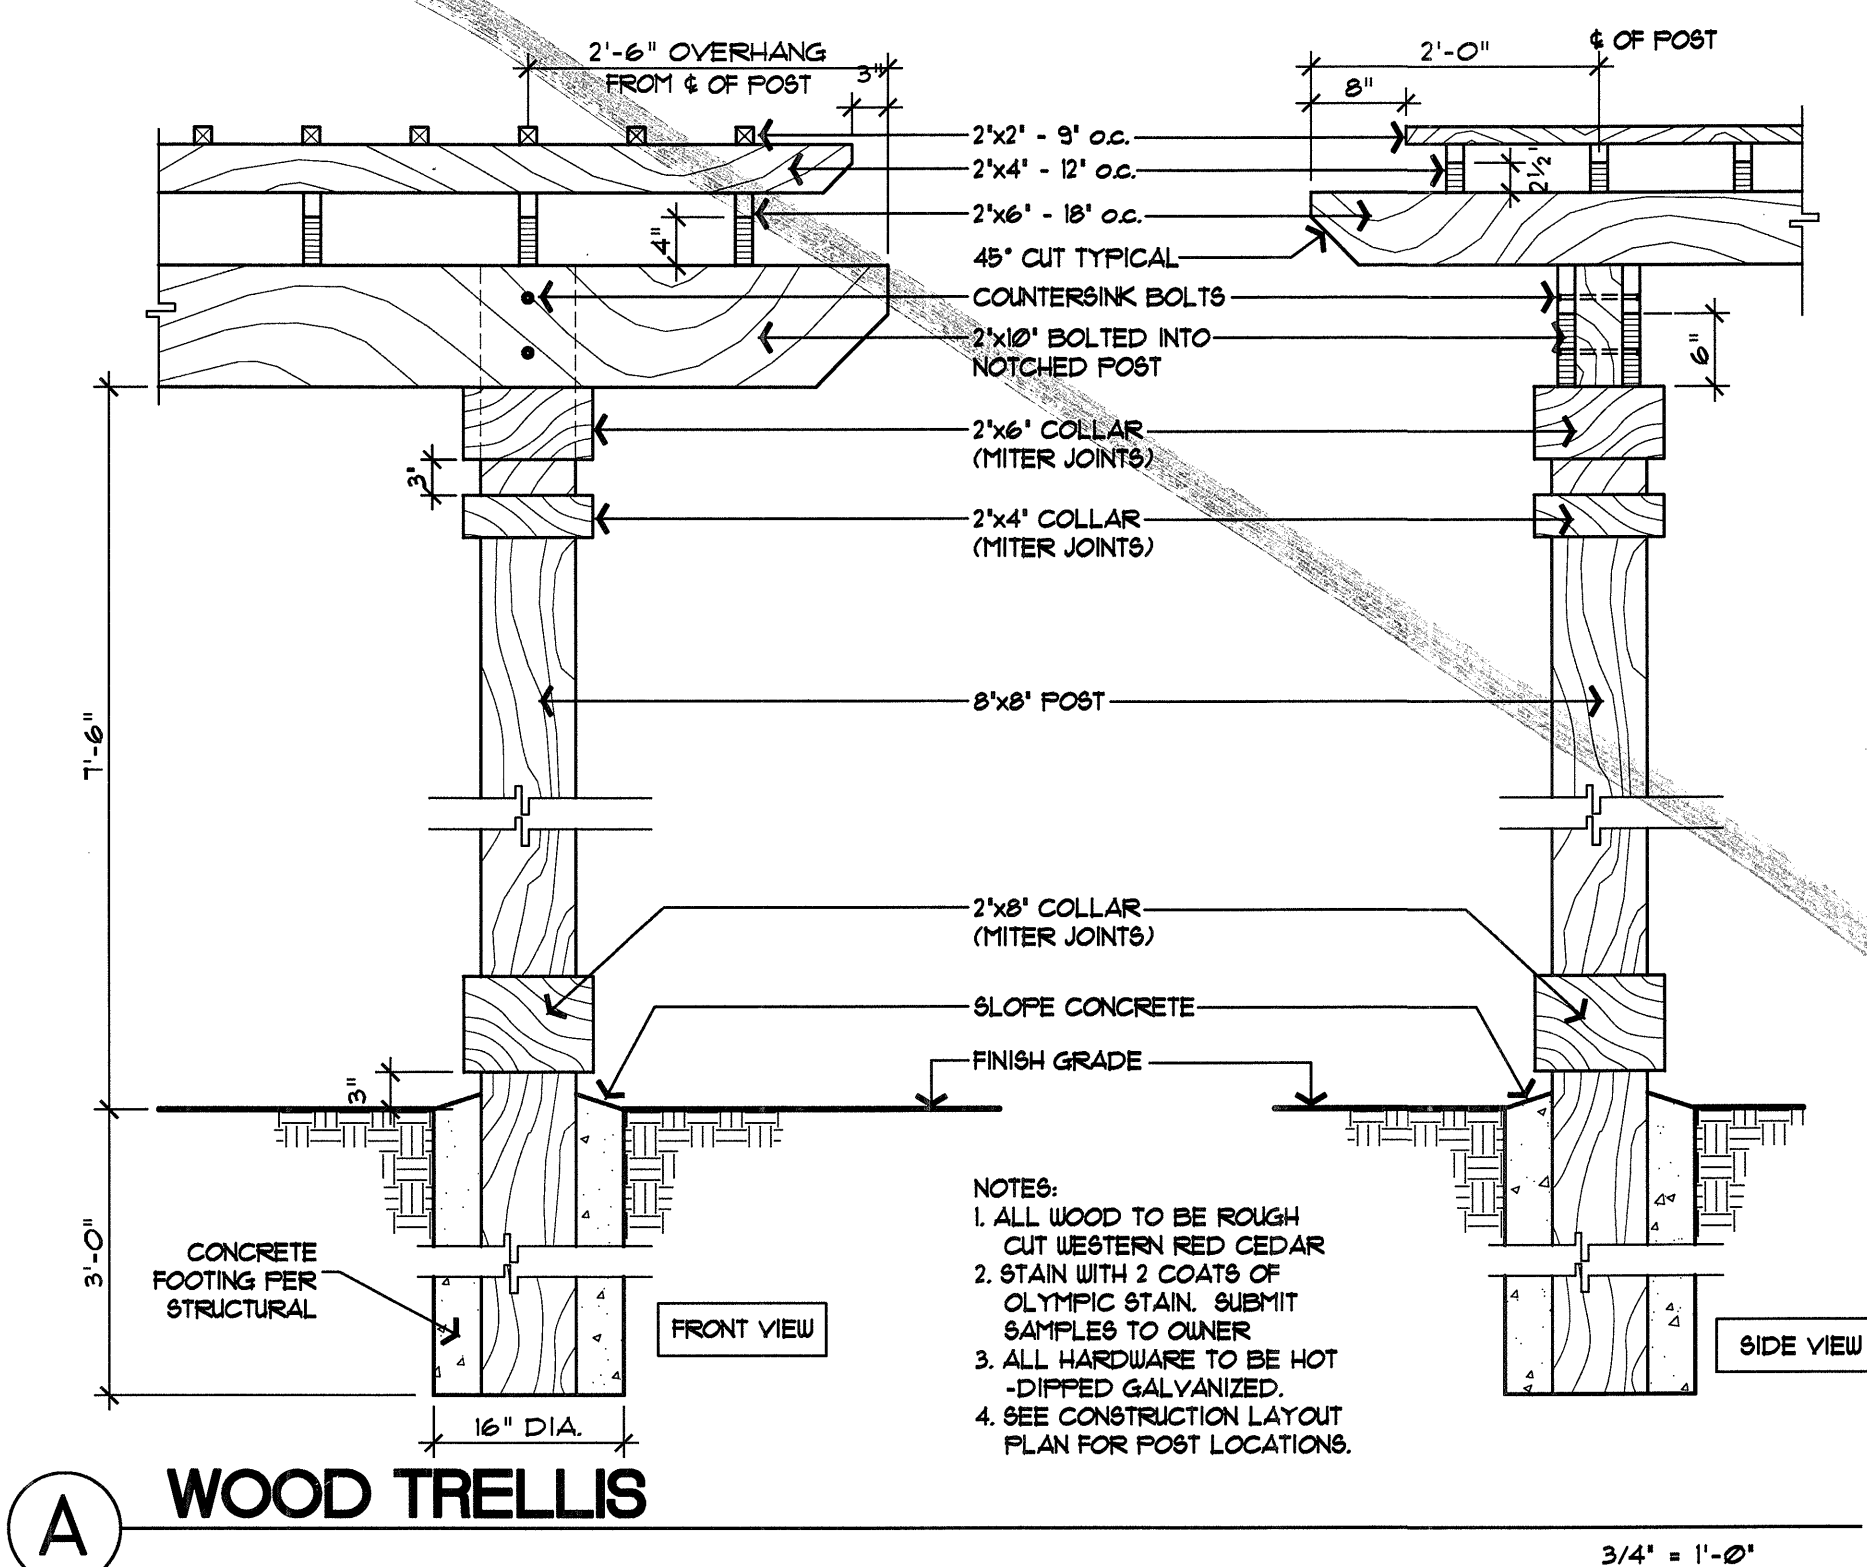 2'-6" OVERHANG
FROM ℄ OF POST
3"
2'-0"
℄ OF POST
8"
2"x2" - 9" o.c.
2"x4" - 12" o.c.
2 1/2"
2"x6" - 18" o.c.
4"
45° CUT TYPICAL
COUNTERSINK BOLTS
2"x10" BOLTED INTO
NOTCHED POST
6"
2"x6" COLLAR
(MITER JOINTS)
3"
2"x4" COLLAR
(MITER JOINTS)
8"x8" POST
7'-6"
2"x8" COLLAR
(MITER JOINTS)
SLOPE CONCRETE
FINISH GRADE
3"
3'-0"
CONCRETE
FOOTING PER
STRUCTURAL
FRONT VIEW
16" DIA.
NOTES:
1. ALL WOOD TO BE ROUGH
CUT WESTERN RED CEDAR
2. STAIN WITH 2 COATS OF
OLYMPIC STAIN. SUBMIT
SAMPLES TO OWNER
3. ALL HARDWARE TO BE HOT
-DIPPED GALVANIZED.
4. SEE CONSTRUCTION LAYOUT
PLAN FOR POST LOCATIONS.
SIDE VIEW
A
WOOD TRELLIS
3/4" = 1'-0"